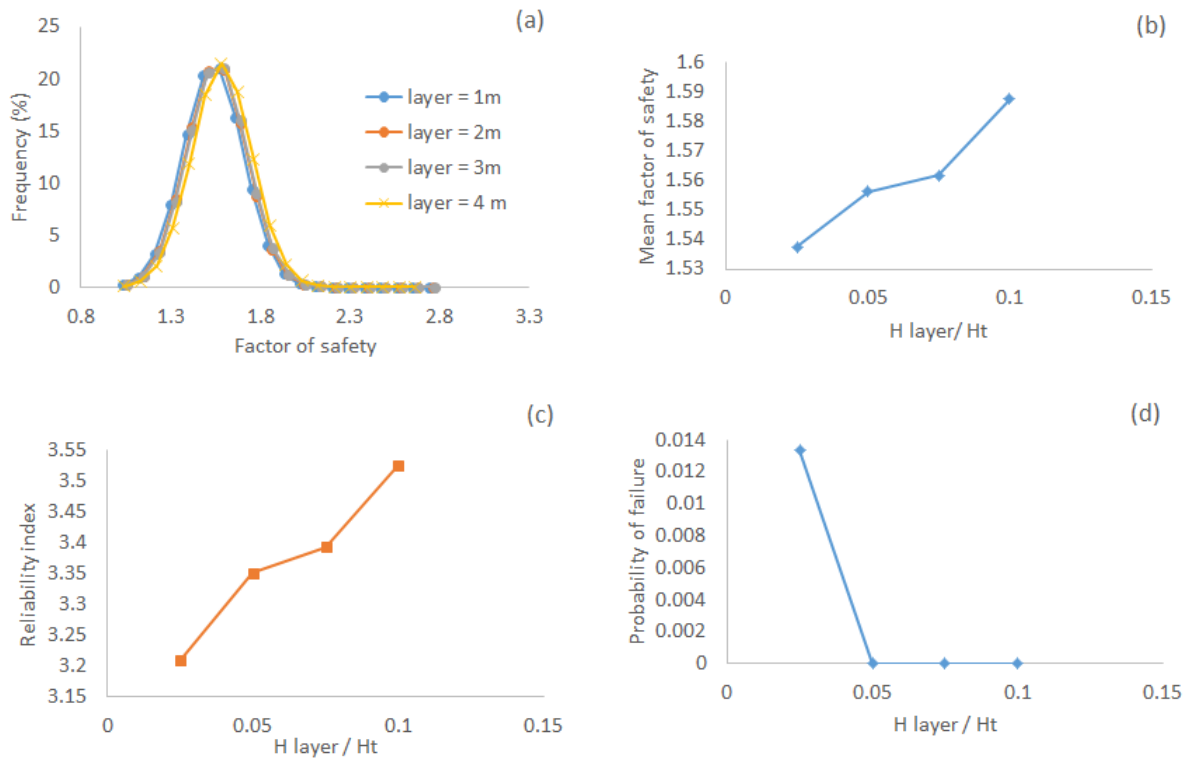 (a)
25
20
15
10
5
0
Frequency (%)
0.8 1.3 1.8 2.3 2.8 3.3
Factor of safety
layer = 1m
layer = 2m
layer = 3m
layer = 4 m
(b)
1.6
1.59
1.58
1.57
1.56
1.55
1.54
1.53
Mean factor of safety
0 0.05 0.1 0.15
H layer/ Ht
(c)
3.55
3.5
3.45
3.4
3.35
3.3
3.25
3.2
3.15
Reliability index
0 0.05 0.1 0.15
H layer / Ht
(d)
0.014
0.012
0.01
0.008
0.006
0.004
0.002
0
Probability of failure
0 0.05 0.1 0.15
H layer / Ht